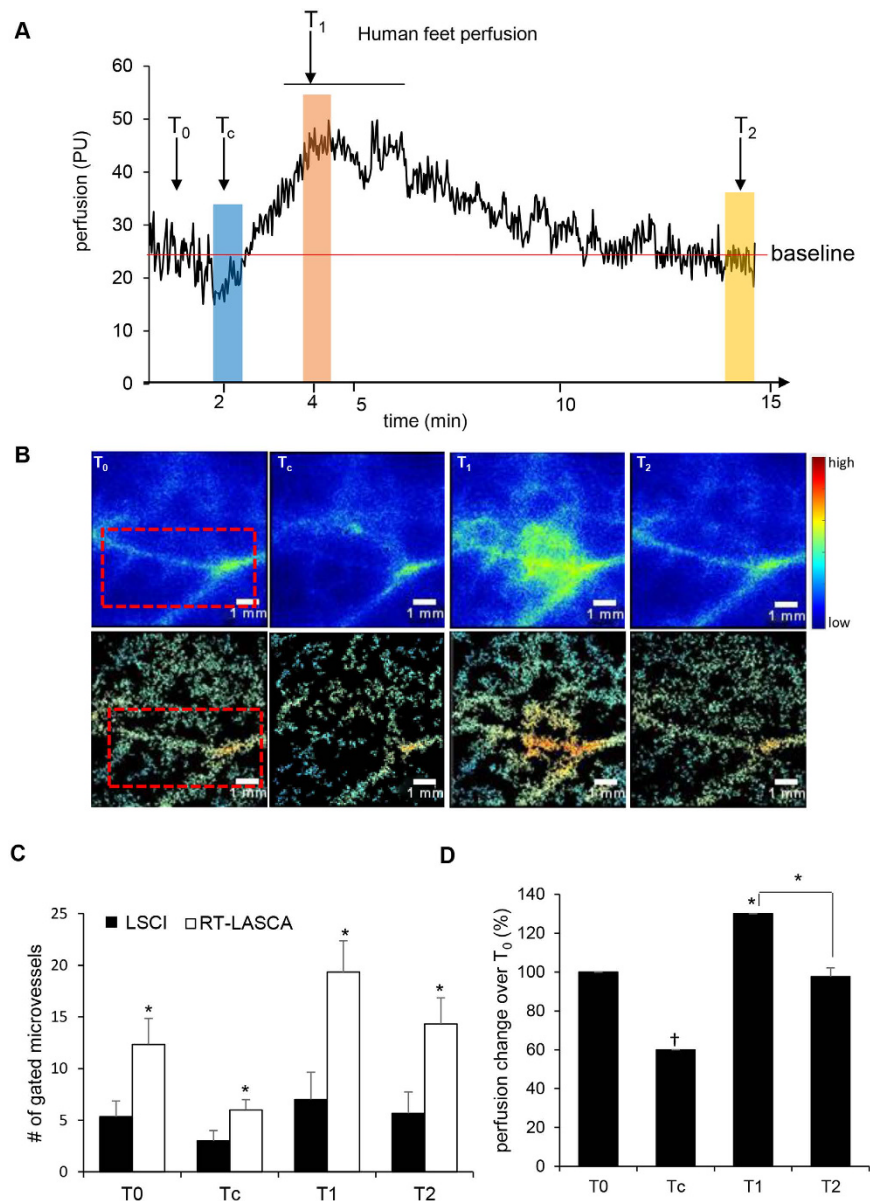 A
T1
Human feet perfusion
60
50
40
30
20
10
0
perfusion (PU)
T0
Tc
T2
baseline
2
4
5
10
15
time (min)
B
T0
Tc
T1
T2
high
low
1 mm
1 mm
1 mm
1 mm
1 mm
1 mm
1 mm
1 mm
C
LSCI
RT-LASCA
25
20
15
10
5
0
# of gated microvessels
*
*
*
*
T0
Tc
T1
T2
D
140
120
100
80
60
40
20
0
perfusion change over T0 (%)
†
*
*
T0
Tc
T1
T2